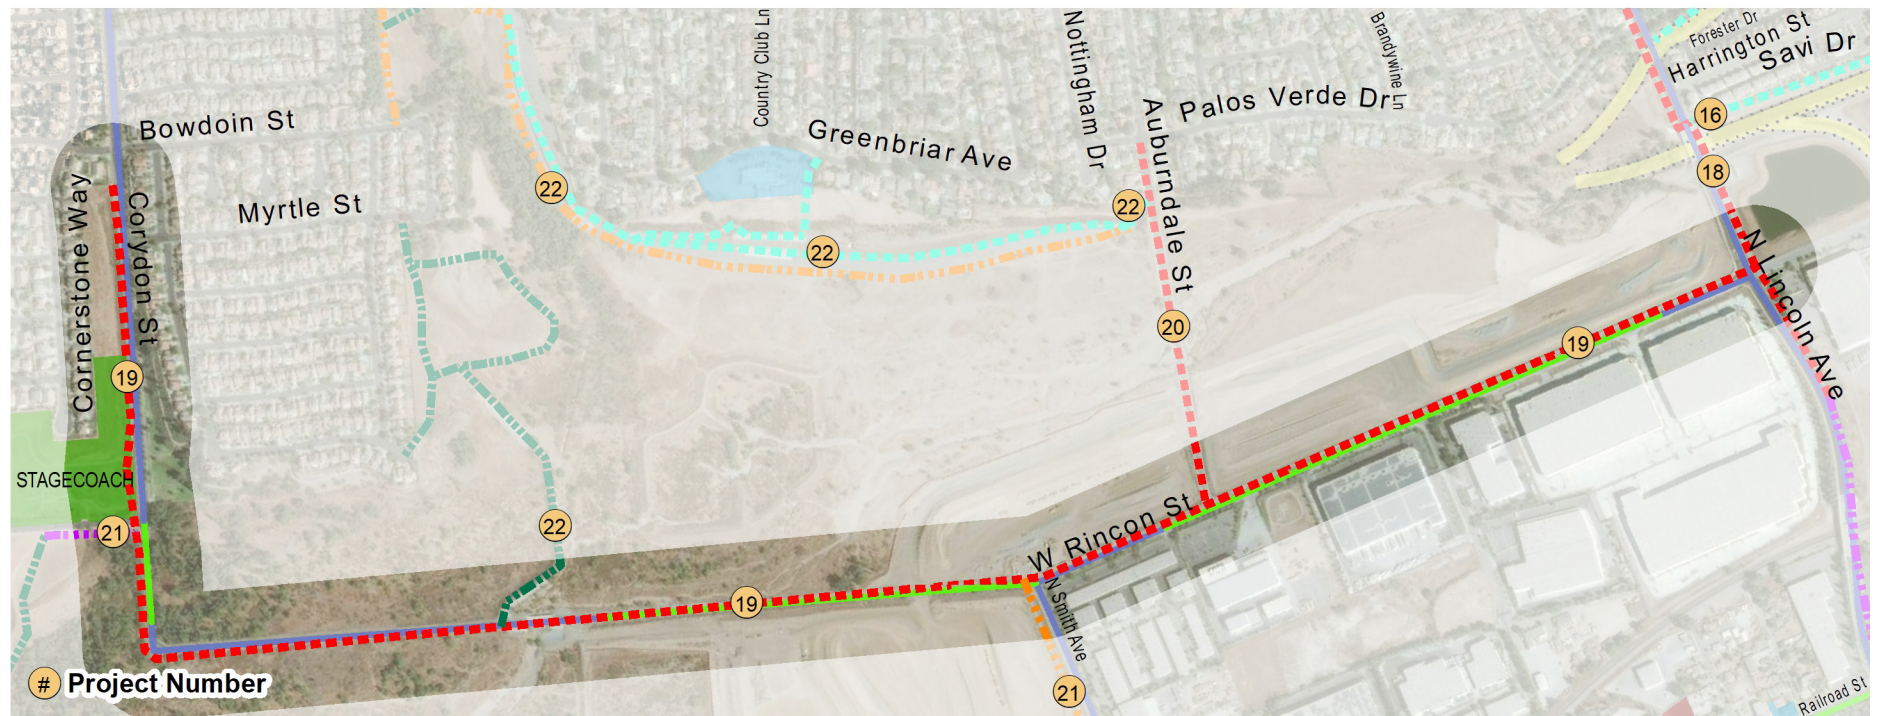 Country Club Ln
Nottingham Dr
Brandywine Ln
Forester Dr
Harrington St
Savi Dr
Bowdoin St
Greenbriar Ave
Auburndale St
Palos Verde Dr
16
18
22
Cornerstone Way
Corydon St
Myrtle St
22
22
N Lincoln Ave
20
19
19
STAGECOACH
21
22
W Rincon St
19
N Smith Ave
# Project Number
21
Railroad St